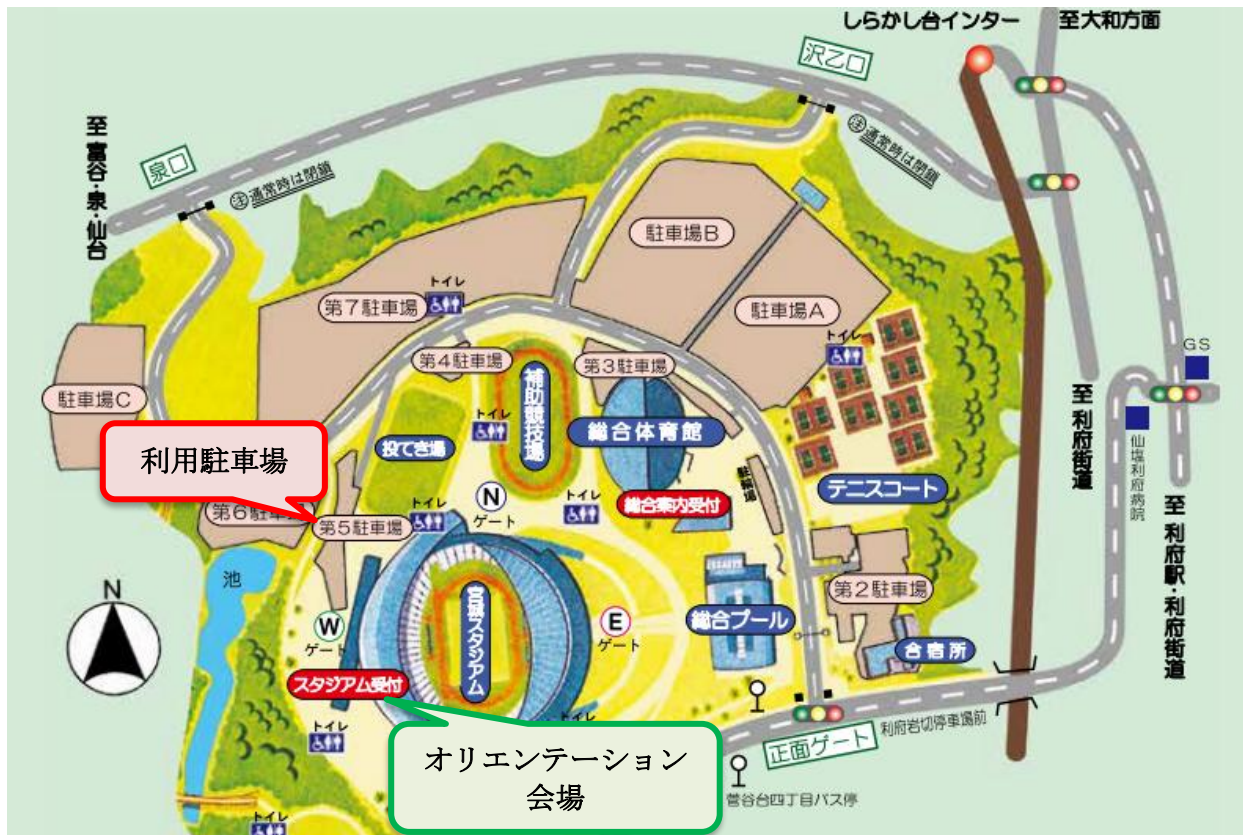 しらかし台インター
至大和方面
沢乙口
至富谷・泉・仙台
泉口
㊟通常時は閉鎖
㊟通常時は閉鎖
駐車場B
トイレ
第7駐車場
駐車場A
トイレ
GS
第4駐車場
第3駐車場
補助競技場
駐車場C
至利府街道
トイレ
総合体育館
投てき場
仙塩利府病院
利用駐車場
駐輪場
テニスコート
至利府駅・利府街道
N
ゲート
トイレ
トイレ
総合案内受付
第6駐車場
第5駐車場
池
N
宮城スタジアム
第2駐車場
W
ゲート
E
ゲート
総合プール
合宿所
スタジアム受付
トイレ
トイレ
利府岩切停車場前
正面ゲート
オリエンテーション
会場
菅谷台四丁目バス停
トイレ